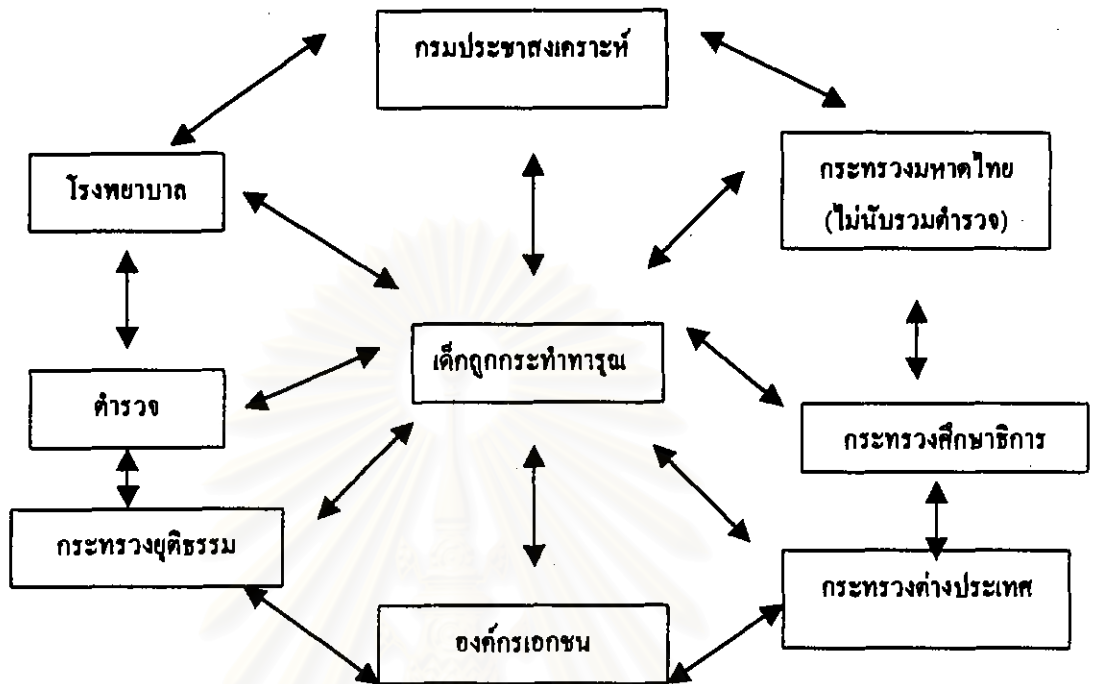 กรมประชาสงเคราะห์
โรงพยาบาล
กระทรวงมหาดไทย
(ไม่นับรวมตำรวจ)
เด็กถูกกระทำทารุณ
ตำรวจ
กระทรวงศึกษาธิการ
กระทรวงยุติธรรม
กระทรวงต่างประเทศ
องค์กรเอกชน